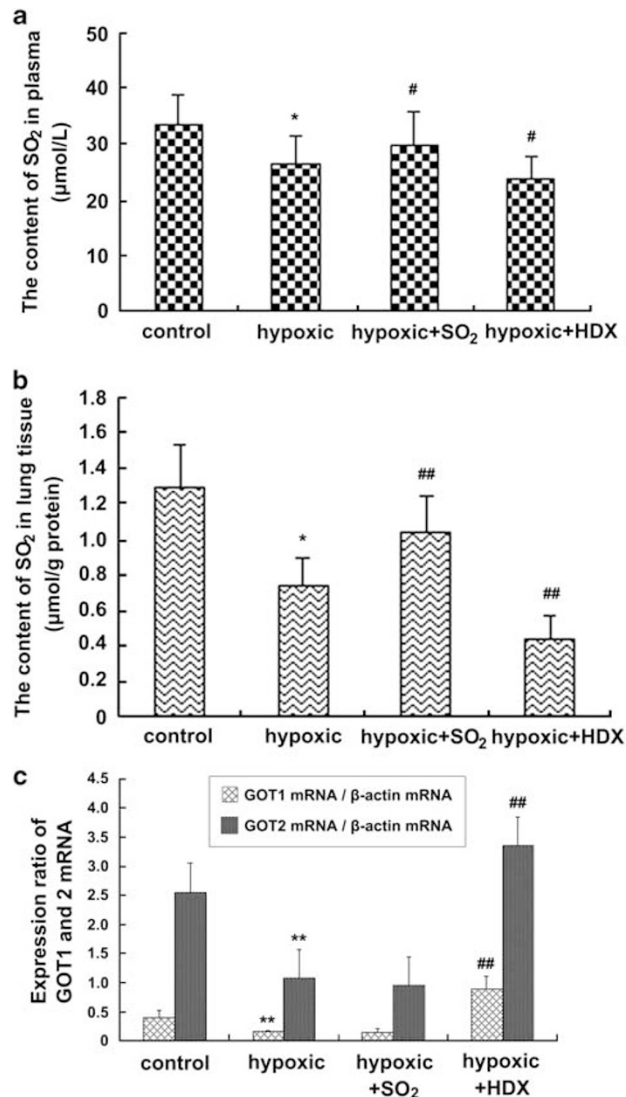 a
The content of SO2 in plasma
(μmol/L)
50
40
30
20
10
0
*
#
#
control hypoxic hypoxic+SO2 hypoxic+HDX
b
The content of SO2 in lung tissue
(μmol/g protein)
1.8
1.6
1.4
1.2
1.0
0.8
0.6
0.4
0.2
0
*
##
##
control hypoxic hypoxic+SO2 hypoxic+HDX
c
Expression ratio of
GOT1 and 2 mRNA
4.5
4.0
3.5
3.0
2.5
2.0
1.5
1.0
0.5
0
GOT1 mRNA / β-actin mRNA
GOT2 mRNA / β-actin mRNA
**
**
##
##
control hypoxic hypoxic hypoxic
+SO2 +HDX